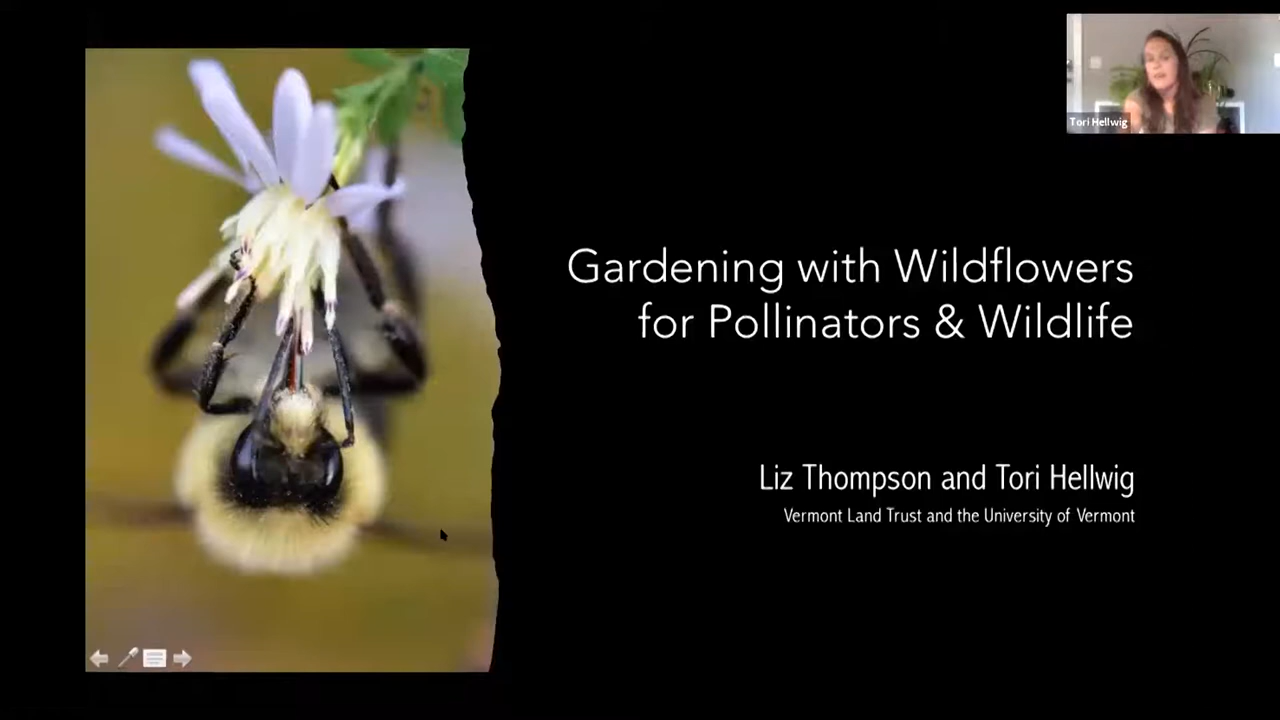 Tori Hellwig
Gardening with Wildflowers
for Pollinators & Wildlife
Liz Thompson and Tori Hellwig
Vermont Land Trust and the University of Vermont